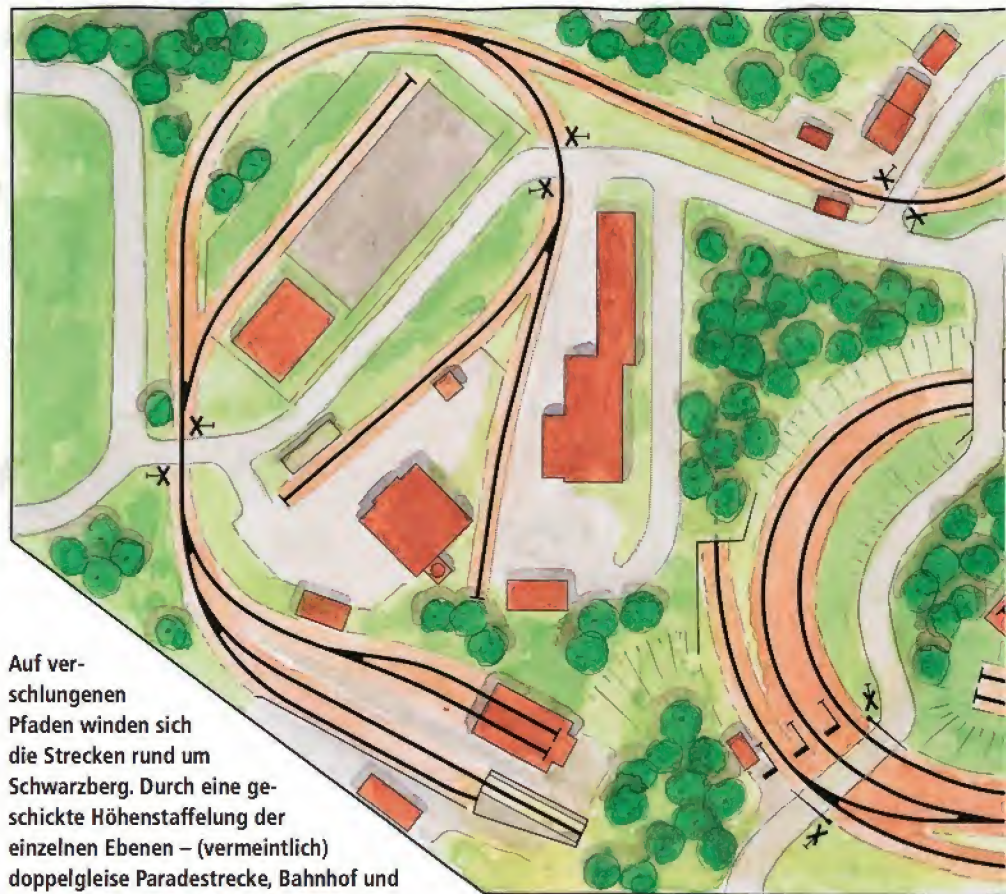 Auf ver-
schlungenen
Pfaden winden sich
die Strecken rund um
Schwarzberg. Durch eine ge-
schickte Höhenstaffelung der
einzelnen Ebenen – (vermeintlich)
doppelgleise Paradestrecke, Bahnhof und